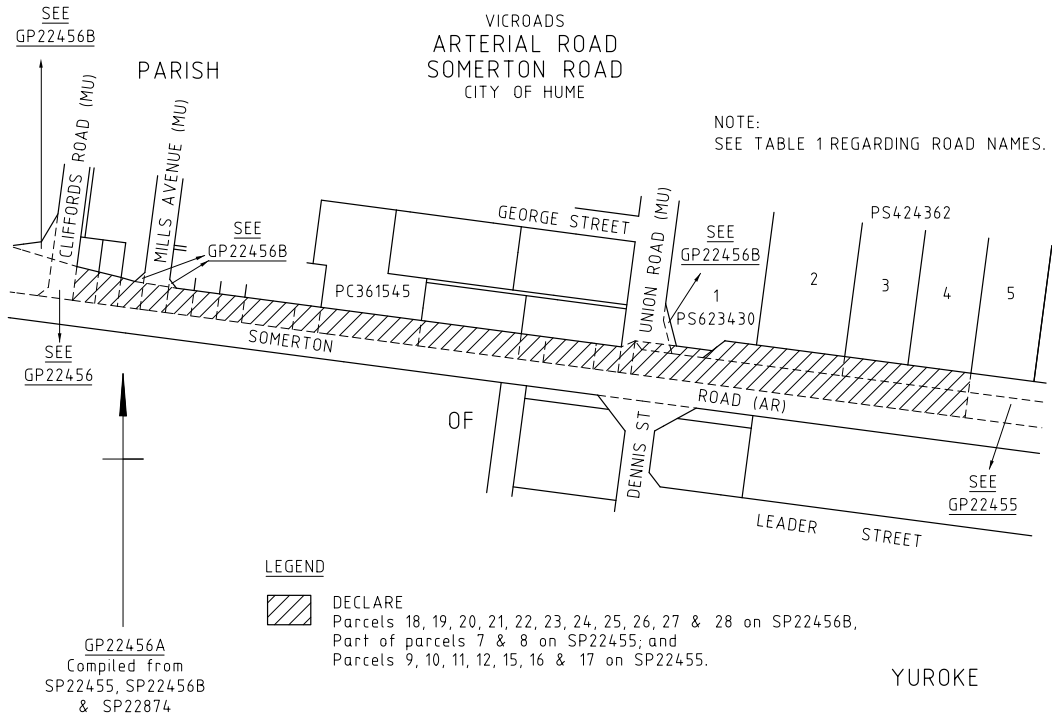 SEE
GP22456B
VICROADS
ARTERIAL ROAD
SOMERTON ROAD
CITY OF HUME
PARISH
NOTE:
SEE TABLE 1 REGARDING ROAD NAMES.
CLIFFORDS ROAD (MU)
MILLS AVENUE (MU)
SEE
GP22456B
GEORGE STREET
UNION ROAD (MU)
SEE
GP22456B
PS424362
1
PS623430
2
3
4
5
PC361545
SOMERTON
ROAD (AR)
SEE
GP22456
OF
DENNIS ST
SEE
GP22455
LEADER STREET
LEGEND
DECLARE
Parcels 18, 19, 20, 21, 22, 23, 24, 25, 26, 27 & 28 on SP22456B,
Part of parcels 7 & 8 on SP22455; and
Parcels 9, 10, 11, 12, 15, 16 & 17 on SP22455.
GP22456A
Compiled from
SP22455, SP22456B
& SP22874
YUROKE